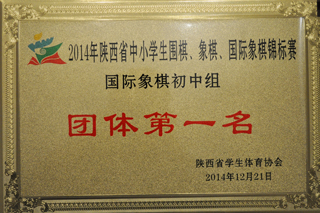 2014年陕西省中小学生围棋、象棋、国际象棋锦标赛
国际象棋初中组
团体第一名
陕西省学生体育协会
2014年12月21日